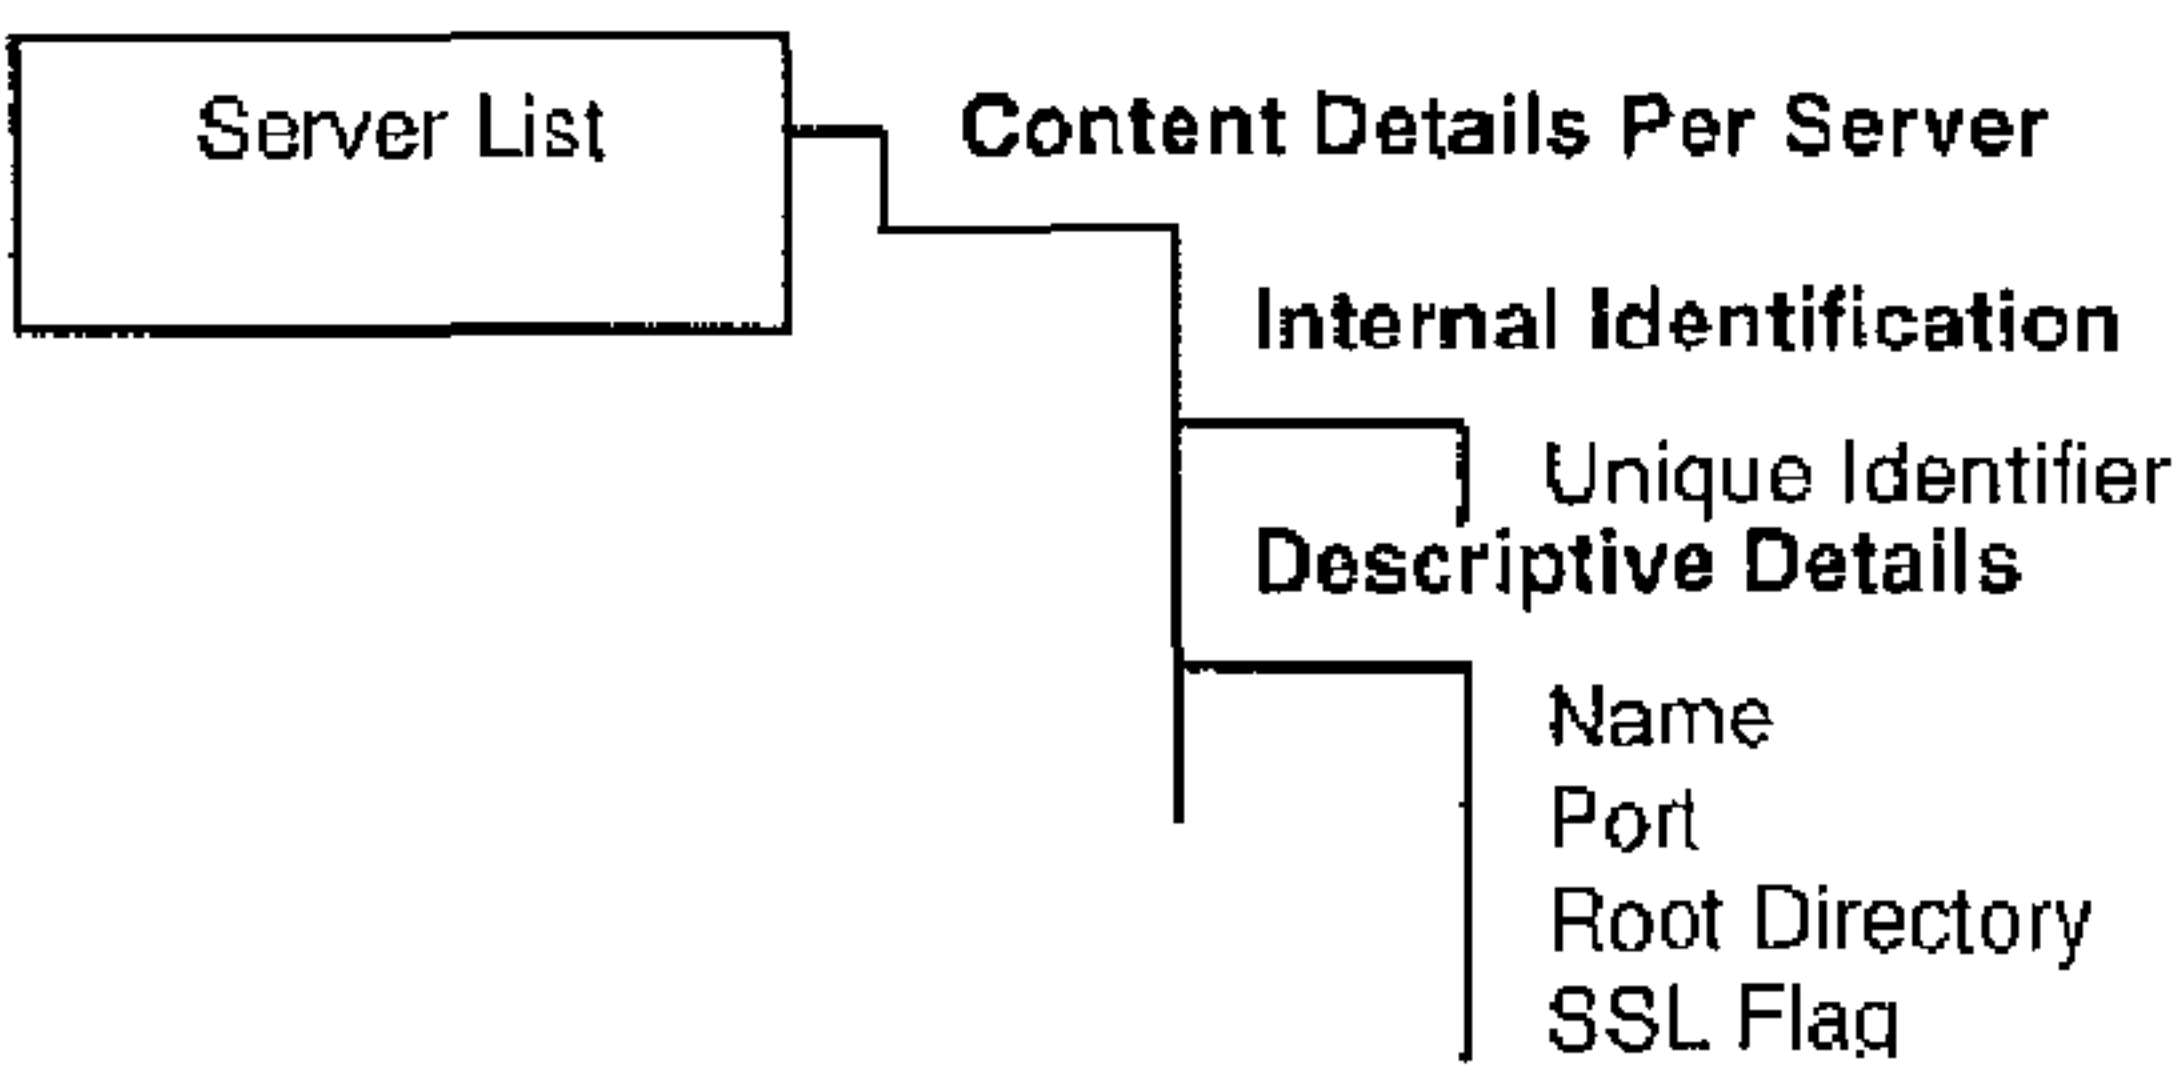 Server List
Content Details Per Server
Internal Identification
Unique Identifier
Descriptive Details
Name
Port
Root Directory
SSL Flag